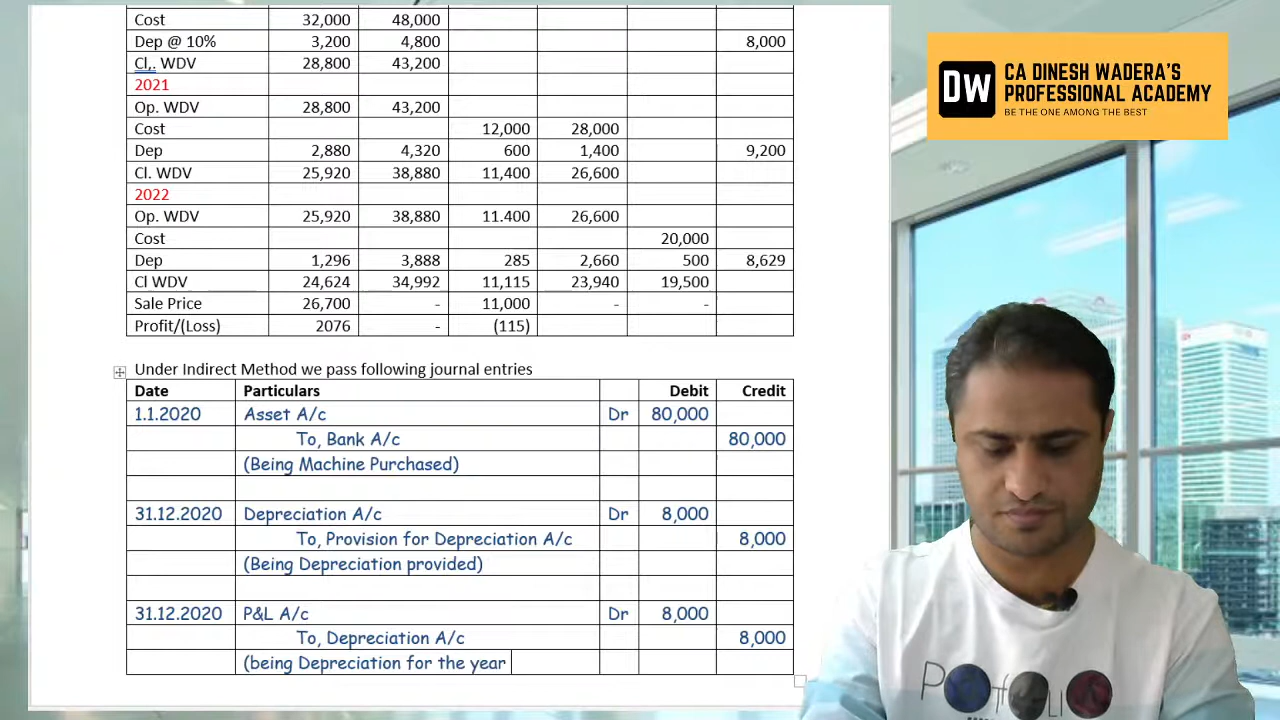 Cost 32,000 48,000
Dep @ 10% 3,200 4,800 8,000
Cl,. WDV 28,800 43,200
2021
Op. WDV 28,800 43,200
Cost 12,000 28,000
Dep 2,880 4,320 600 1,400 9,200
Cl. WDV 25,920 38,880 11,400 26,600
2022
Op. WDV 25,920 38,880 11.400 26,600
Cost 20,000
Dep 1,296 3,888 285 2,660 500 8,629
Cl WDV 24,624 34,992 11,115 23,940 19,500
Sale Price 26,700 - 11,000 - -
Profit/(Loss) 2076 - (115)
Under Indirect Method we pass following journal entries
Date Particulars Debit Credit
1.1.2020 Asset A/c Dr 80,000
To, Bank A/c 80,000
(Being Machine Purchased)
31.12.2020 Depreciation A/c Dr 8,000
To, Provision for Depreciation A/c 8,000
(Being Depreciation provided)
31.12.2020 P&L A/c Dr 8,000
To, Depreciation A/c 8,000
(being Depreciation for the year
DW
CA DINESH WADERA'S
PROFESSIONAL ACADEMY
BE THE ONE AMONG THE BEST